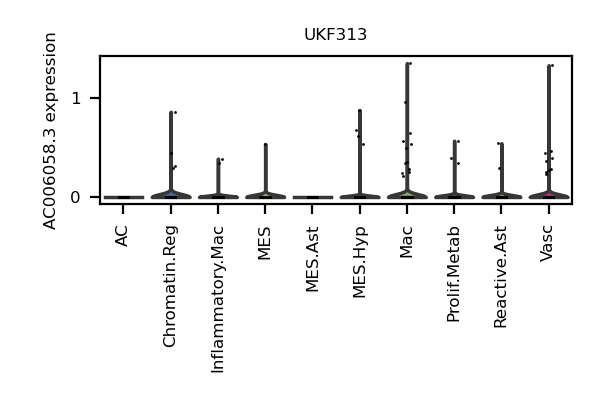 UKF313
AC006058.3 expression
1
0
AC
Chromatin.Reg
Inflammatory.Mac
MES
MES.Ast
MES.Hyp
Mac
Prolif.Metab
Reactive.Ast
Vasc